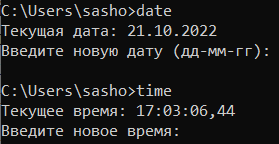 C:\Users\sasho>date
Текущая дата: 21.10.2022
Введите новую дату (дд-мм-гг):
C:\Users\sasho>time
Текущее время: 17:03:06,44
Введите новое время: